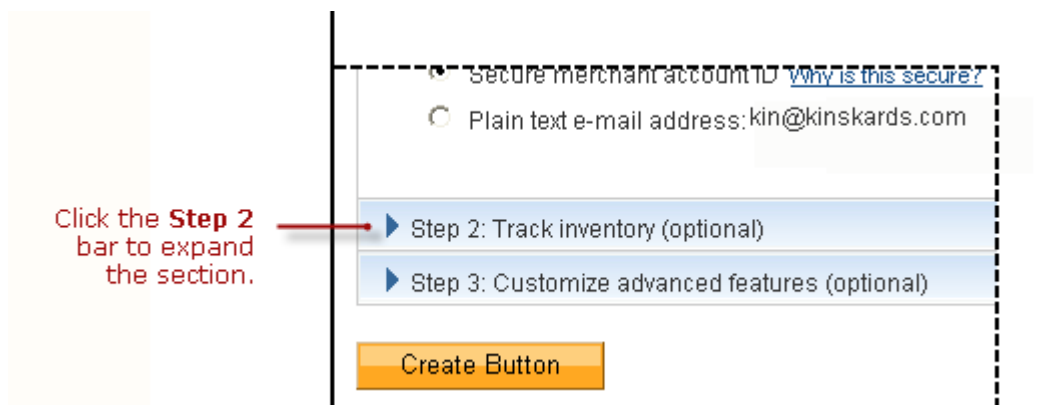 Secure merchant account ID Why is this secure?
Plain text e-mail address: kin@kinskards.com
Click the Step 2
bar to expand
the section.
Step 2: Track inventory (optional)
Step 3: Customize advanced features (optional)
Create Button